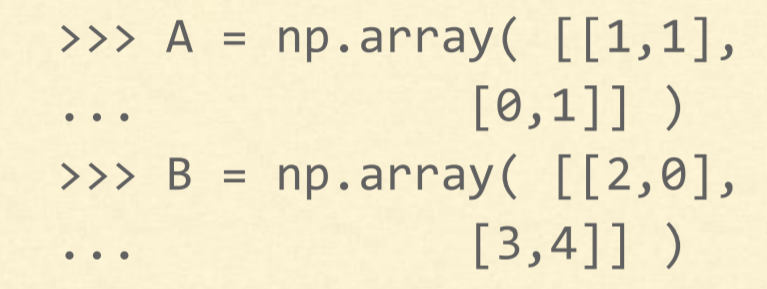 >>> A = np.array( [[1,1],
...             [0,1]] )
>>> B = np.array( [[2,0],
...             [3,4]] )